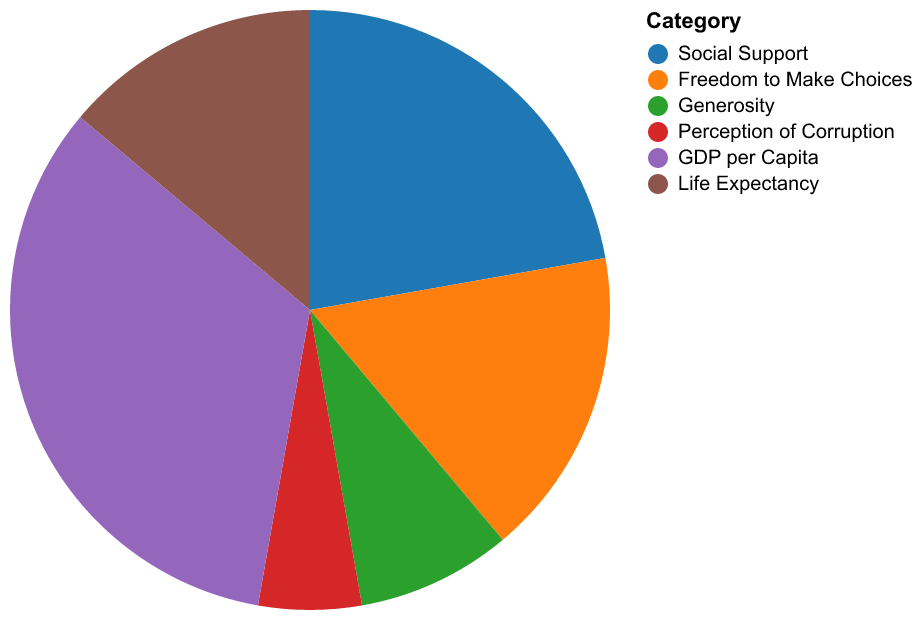 Category
Social Support
Freedom to Make Choices
Generosity
Perception of Corruption
GDP per Capita
Life Expectancy